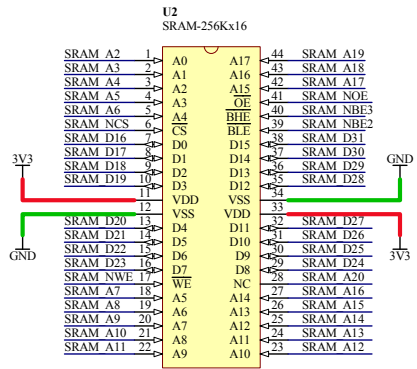 U2
SRAM-256Kx16
SRAM_A2 1 A0 A17 44 SRAM_A19
SRAM_A3 2 A1 A16 43 SRAM_A18
SRAM_A4 3 A2 A15 42 SRAM_A17
SRAM_A5 4 A3 OE 41 SRAM_NOE
SRAM_A6 5 A4 BHE 40 SRAM_NBE3
SRAM_NCS 6 CS BLE 39 SRAM_NBE2
SRAM_D16 7 D0 D15 38 SRAM_D31
SRAM_D17 8 D1 D14 37 SRAM_D30
3V3 SRAM_D18 9 D2 D13 36 SRAM_D29 GND
SRAM_D19 10 D3 D12 35 SRAM_D28
11 VDD VSS 34
12 VSS VDD 33
SRAM_D20 13 D4 D11 32 SRAM_D27
SRAM_D21 14 D5 D10 31 SRAM_D26
GND SRAM_D22 15 D6 D9 30 SRAM_D25 3V3
SRAM_D23 16 D7 D8 29 SRAM_D24
SRAM_NWE 17 WE NC 28 SRAM_A20
SRAM_A7 18 A5 A14 27 SRAM_A16
SRAM_A8 19 A6 A13 26 SRAM_A15
SRAM_A9 20 A7 A12 25 SRAM_A14
SRAM_A10 21 A8 A11 24 SRAM_A13
SRAM_A11 22 A9 A10 23 SRAM_A12